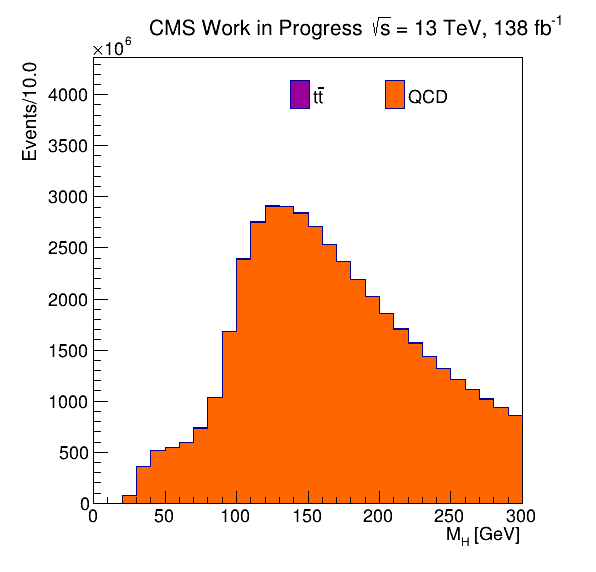 CMS Work in Progress √s = 13 TeV, 138 fb⁻¹
×10⁶
Events/10.0
tt̄ QCD
4000
3500
3000
2500
2000
1500
1000
500
0
0 50 100 150 200 250 300
M_H [GeV]